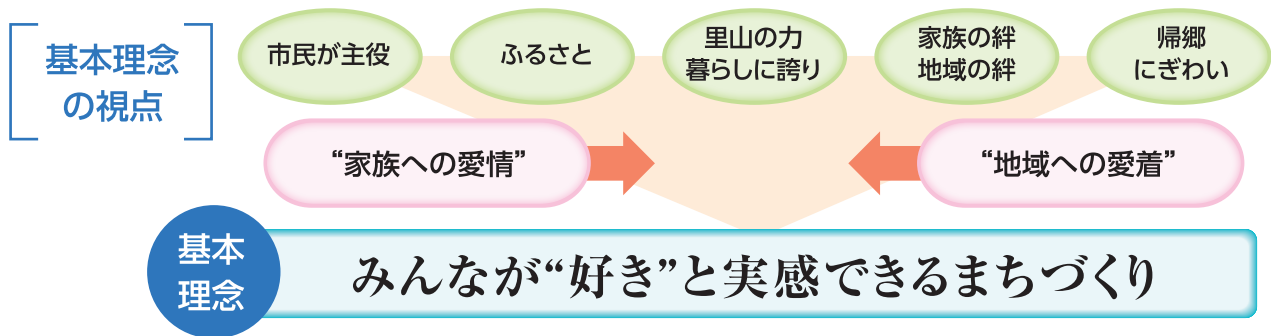 基本理念
の視点
市民が主役
ふるさと
里山の力
暮らしに誇り
家族の絆
地域の絆
帰郷
にぎわい
“家族への愛情”
“地域への愛着”
基本
理念
みんなが“好き”と実感できるまちづくり